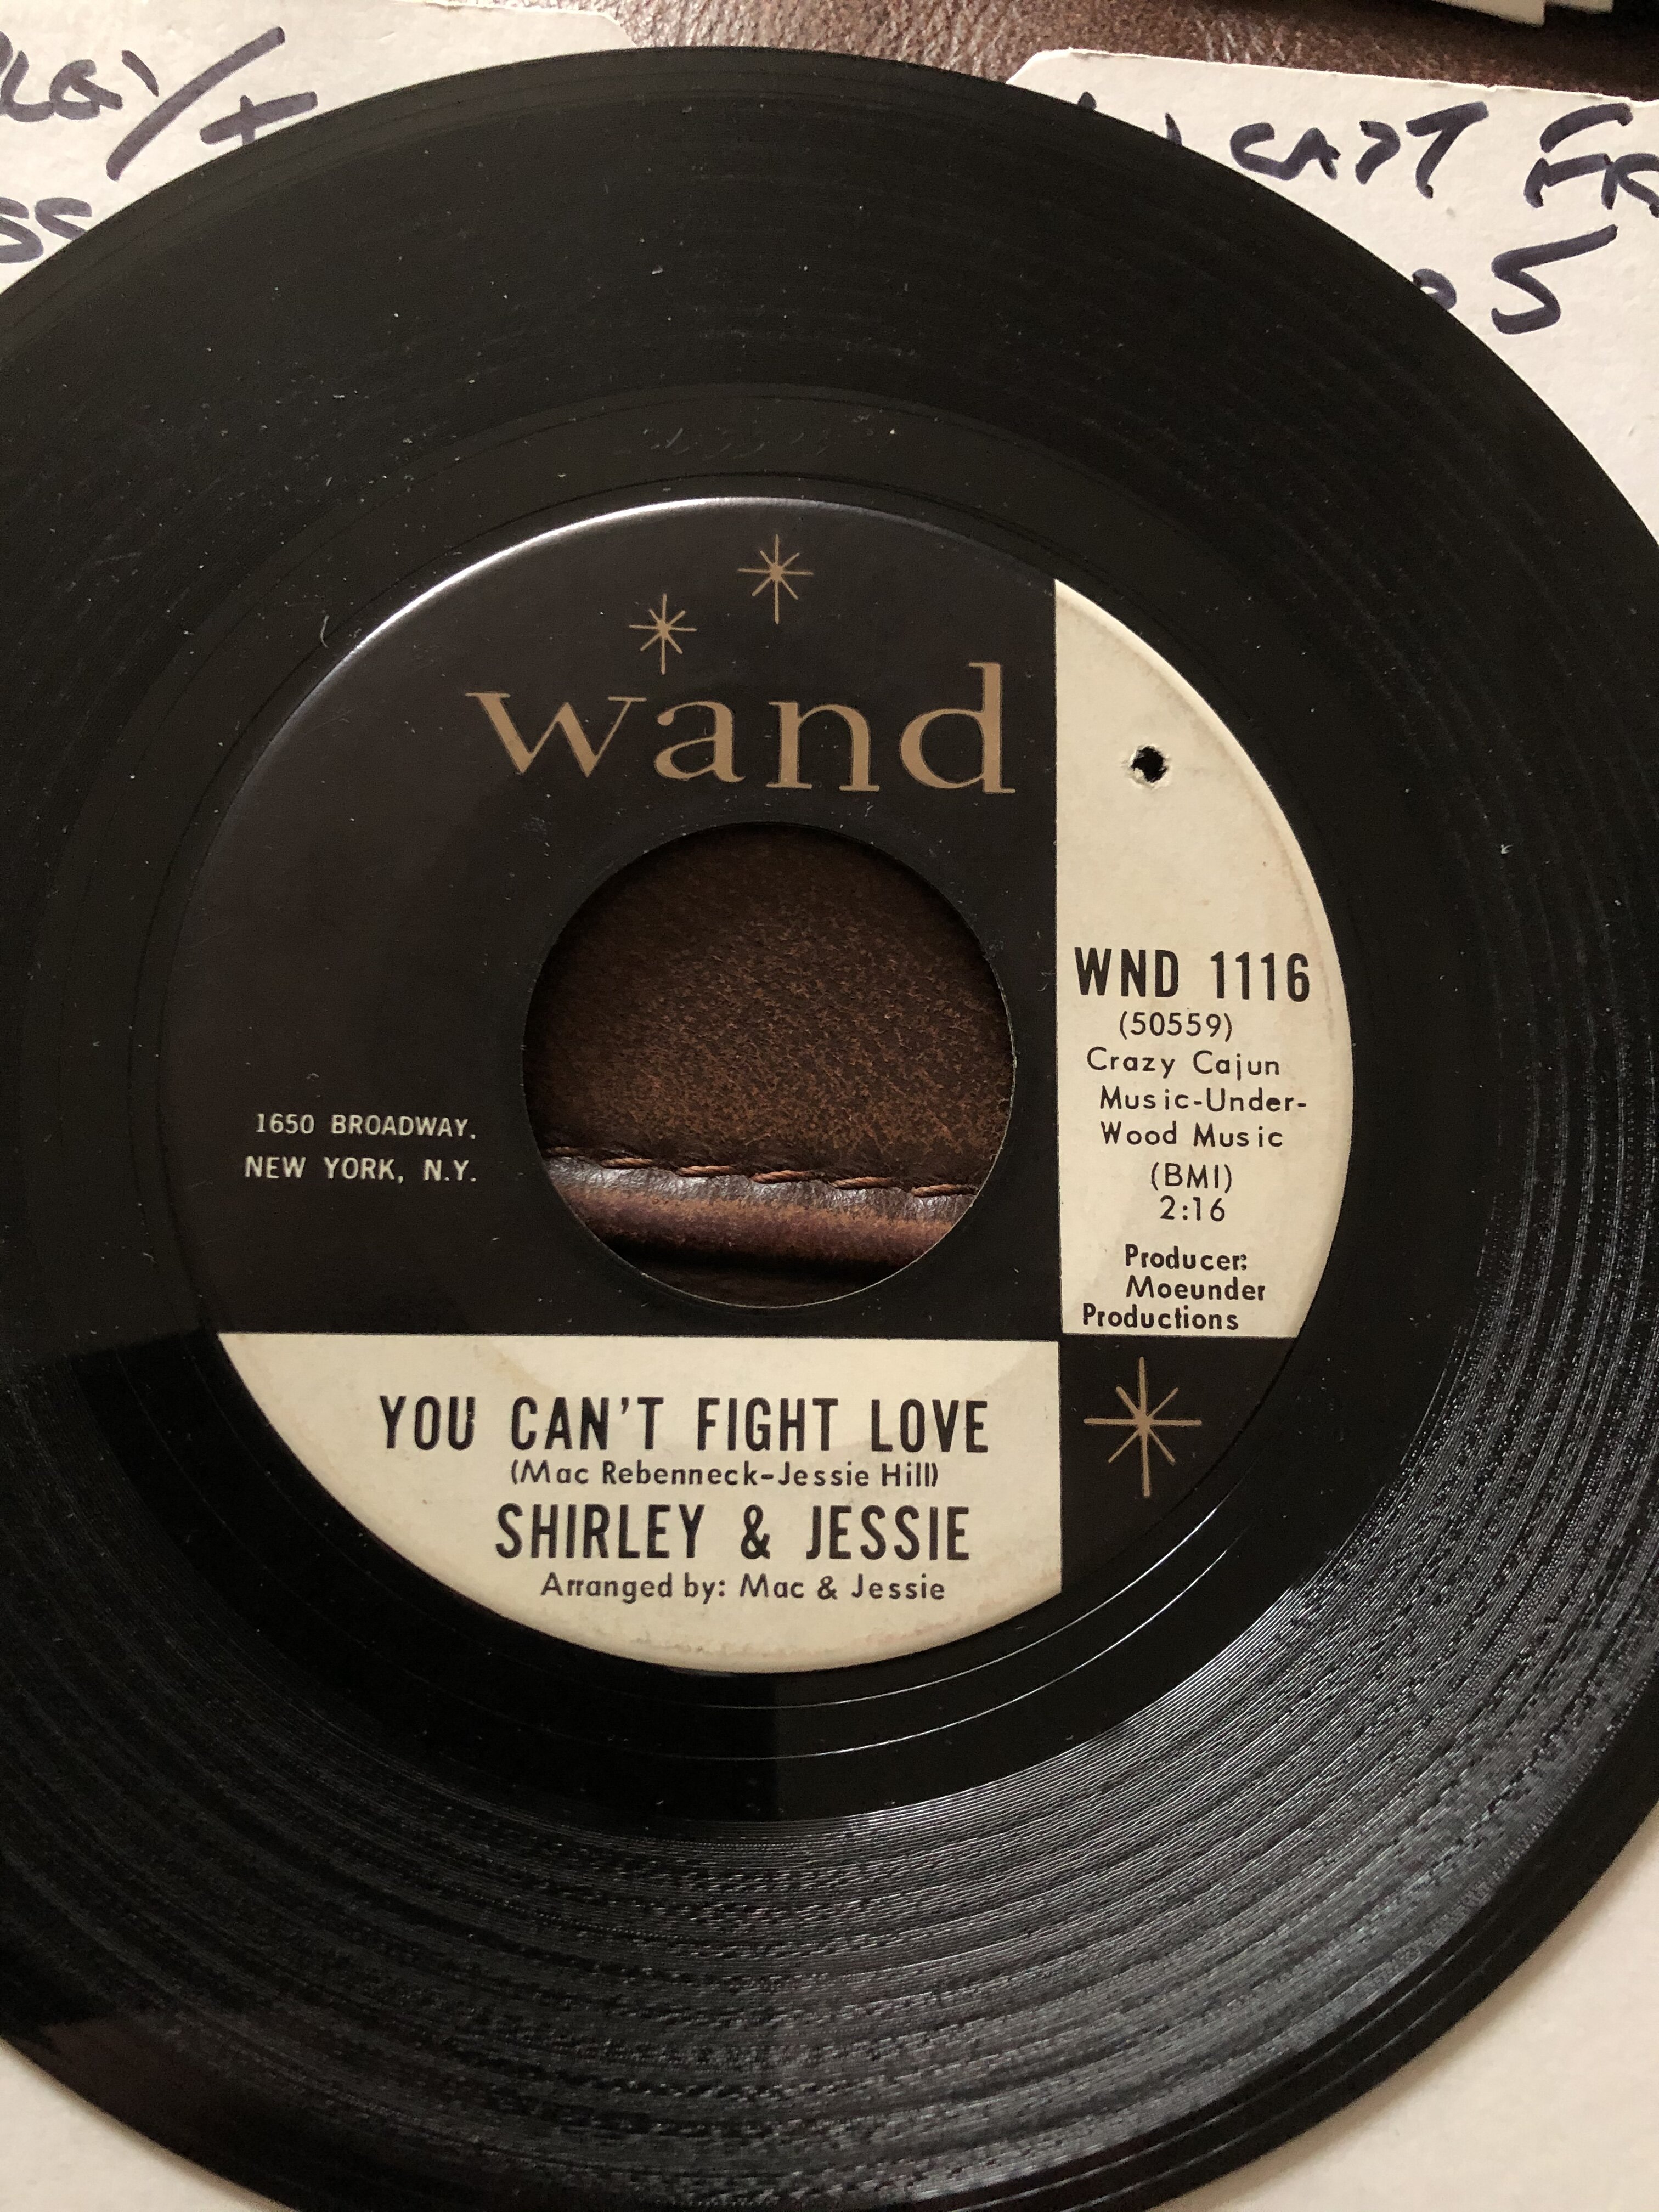 CAST
wand
WND 1116
(50559)
Crazy Cajun
Music-Under-
Wood Music
(BMI)
2:16
Producer:
Moeunder
Productions
1650 BROADWAY,
NEW YORK, N.Y.
YOU CAN'T FIGHT LOVE
(Mac Rebenneck-Jessie Hill)
SHIRLEY & JESSIE
Arranged by: Mac & Jessie